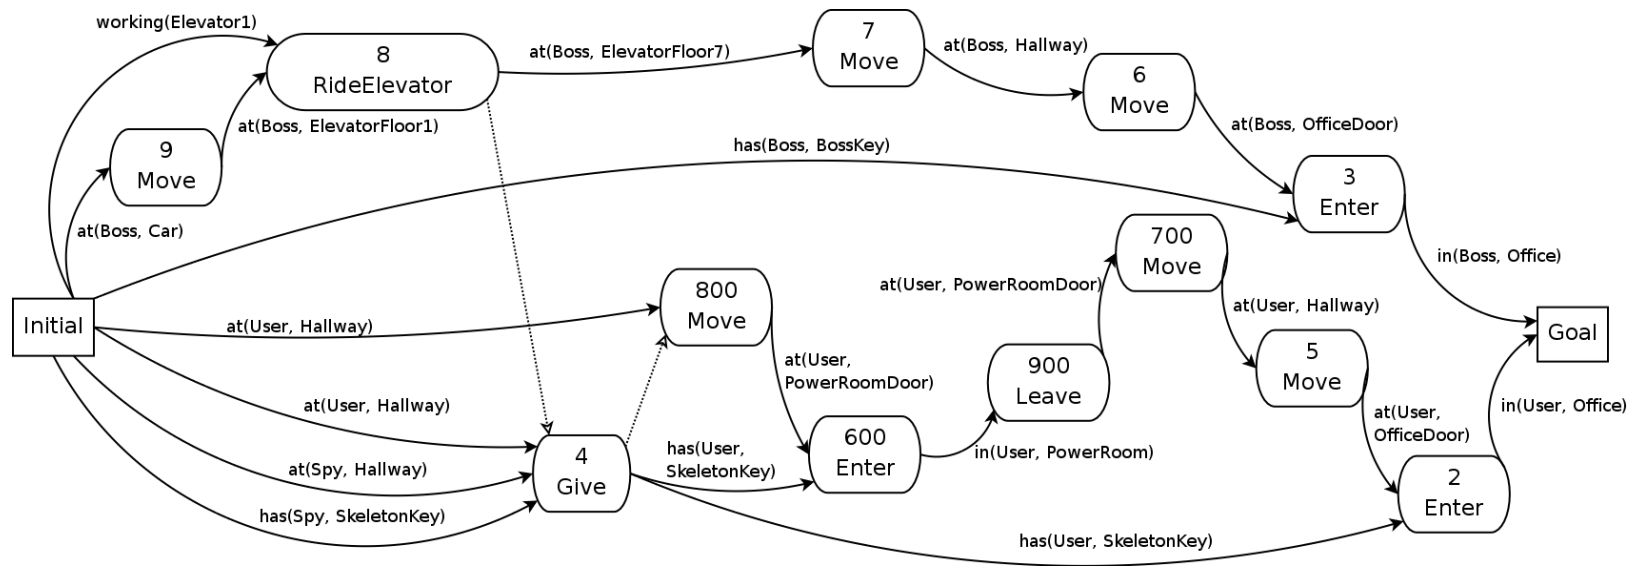 working(Elevator1)
8
RideElevator
at(Boss, ElevatorFloor7)
7
Move
at(Boss, Hallway)
6
Move
at(Boss, ElevatorFloor1)
at(Boss, OfficeDoor)
9
Move
has(Boss, BossKey)
3
Enter
at(Boss, Car)
700
Move
in(Boss, Office)
Initial
at(User, Hallway)
800
Move
at(User, PowerRoomDoor)
at(User, Hallway)
Goal
at(User,
PowerRoomDoor)
900
Leave
5
Move
at(User, Hallway)
at(User,
OfficeDoor)
in(User, Office)
at(Spy, Hallway)
4
Give
has(User,
SkeletonKey)
600
Enter
in(User, PowerRoom)
2
Enter
has(Spy, SkeletonKey)
has(User, SkeletonKey)